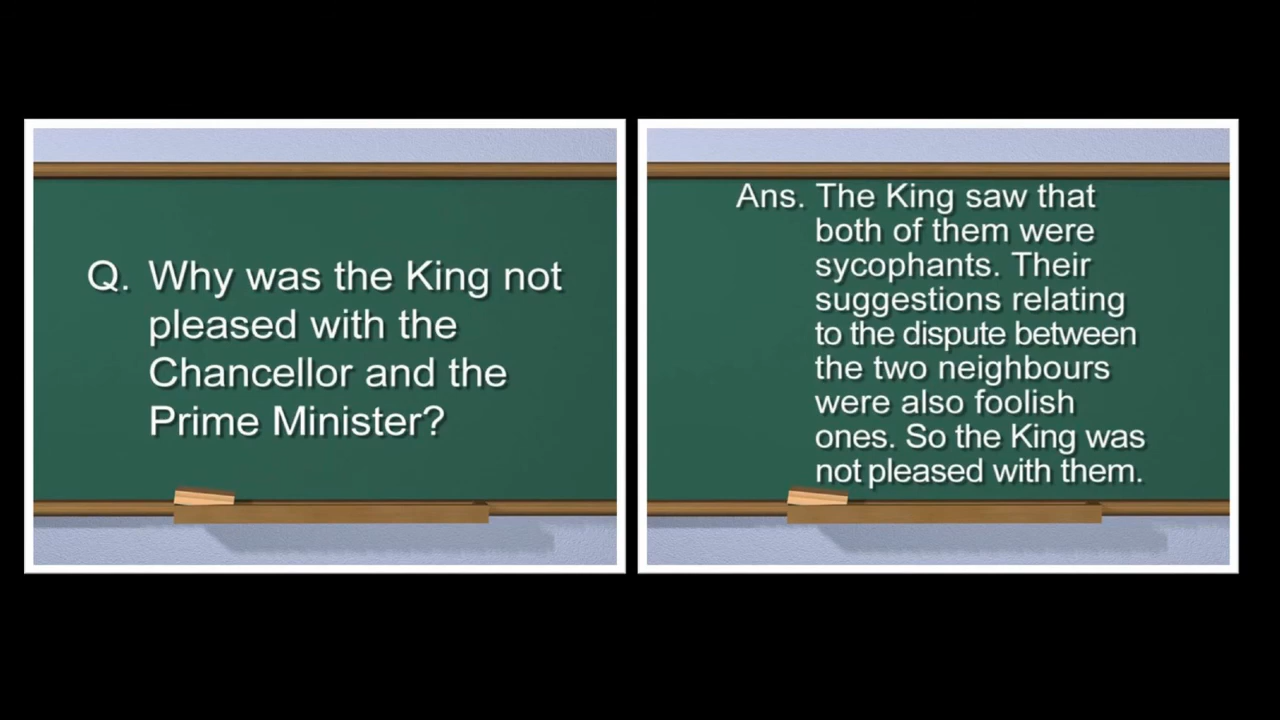 Q. Why was the King not
pleased with the
Chancellor and the
Prime Minister?
Ans. The King saw that
both of them were
sycophants. Their
suggestions relating
to the dispute between
the two neighbours
were also foolish
ones. So the King was
not pleased with them.